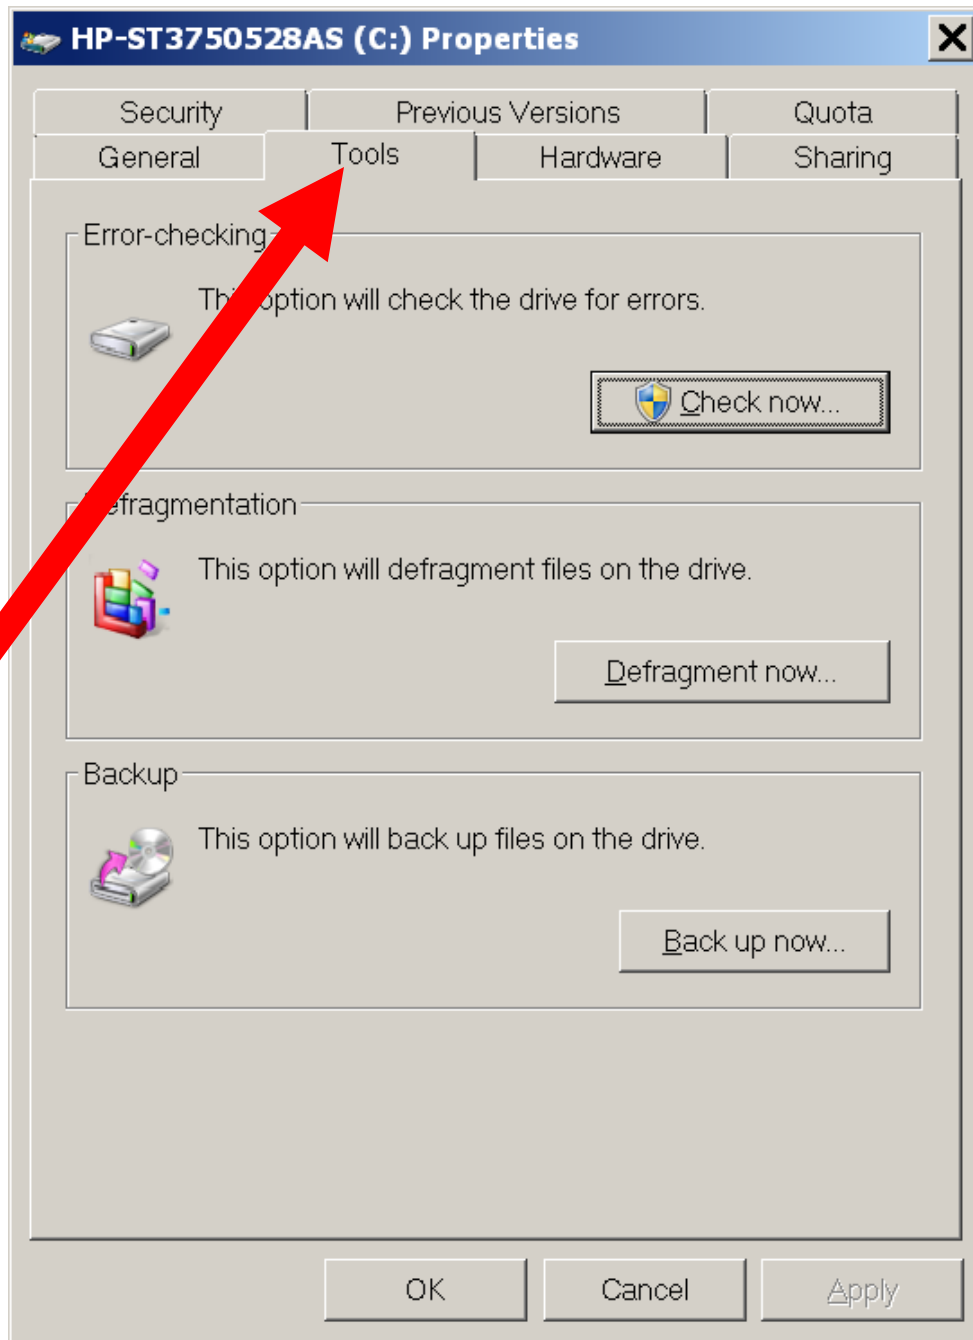 HP-ST3750528AS (C:) Properties
Security Previous Versions Quota
General Tools Hardware Sharing
Error-checking
This option will check the drive for errors.
Check now...
Defragmentation
This option will defragment files on the drive.
Defragment now...
Backup
This option will back up files on the drive.
Back up now...
OK Cancel Apply